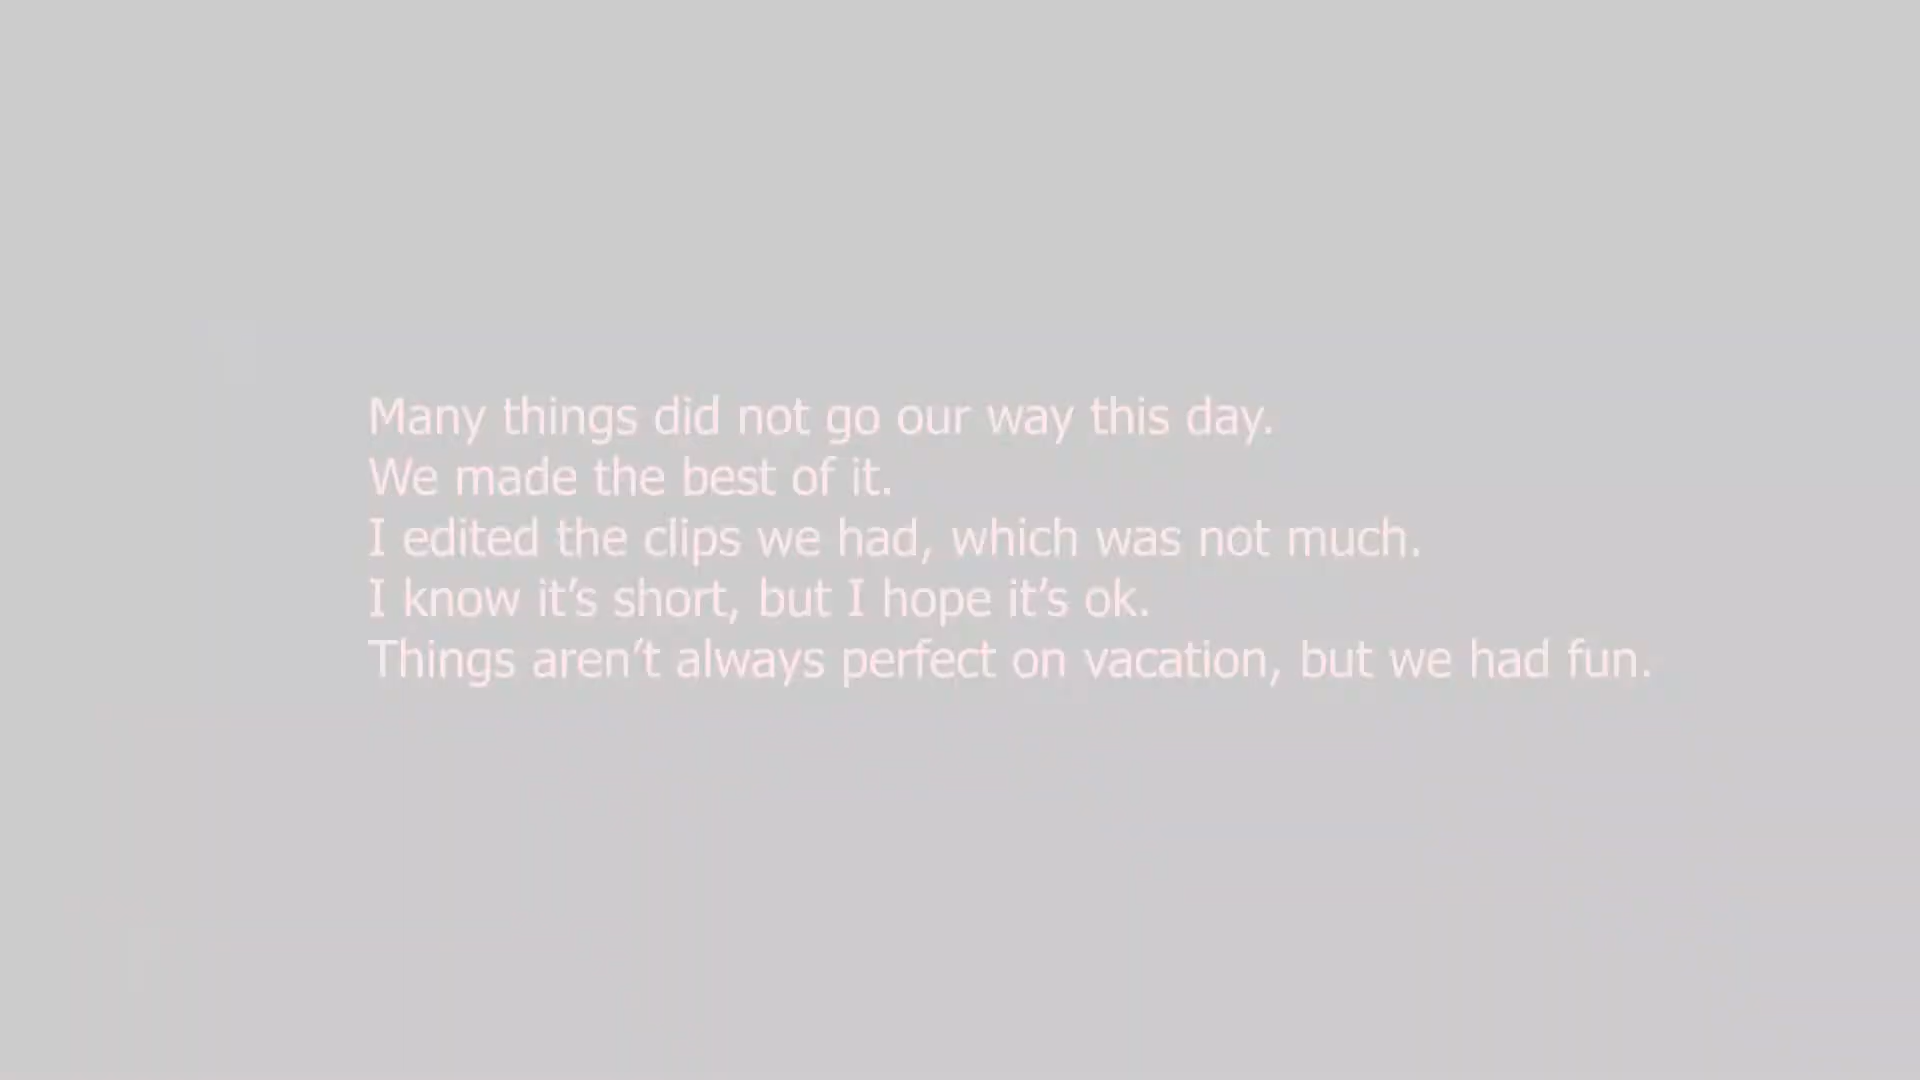 Many things did not go our way this day.
We made the best of it.
I edited the clips we had, which was not much.
I know it’s short, but I hope it’s ok.
Things aren’t always perfect on vacation, but we had fun.